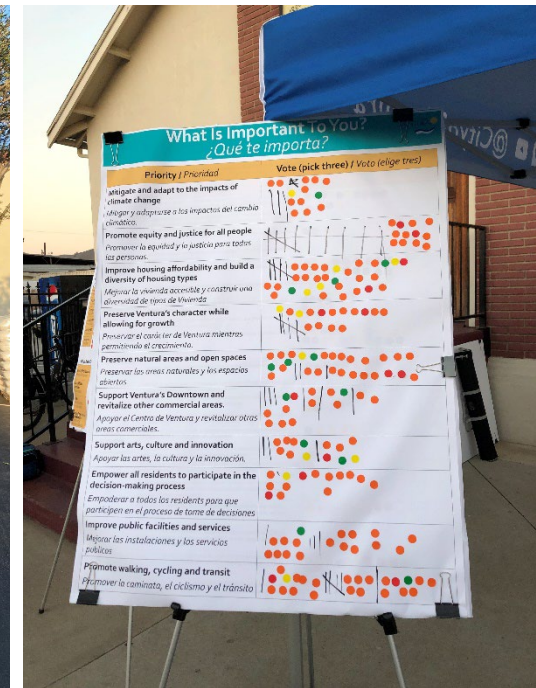 What Is Important To You?
¿Qué te importa?
Priority / Prioridad
Vote (pick three) / Voto (elige tres)
Mitigate and adapt to the impacts of
climate change
Mitigar y adaptarse a los impactos del cambio
climático.
Promote equity and justice for all people
Promover la equidad y la justicia para todas
las personas.
Improve housing affordability and build a
diversity of housing types
Mejorar la vivienda accesible y construir una
diversidad de tipos de Vivienda
Preserve Ventura's character while
allowing for growth
Preservar el carácter de Ventura mientras
permitiendo el crecimiento.
Preserve natural areas and open spaces
Preservar las areas naturales y los espacios
abiertos
Support Ventura's Downtown and
revitalize other commercial areas.
Apoyar el Centro de Ventura y revitalizar otras
areas comerciales.
Support arts, culture and innovation
Apoyar las artes, la cultura y la innovación.
Empower all residents to participate in the
decision-making process
Empoderar a todos los residents para que
participen en el proceso de tome de decisiones
Improve public facilities and services
Mejorar las instalaciones y los servicios
públicos
Promote walking, cycling and transit
Promover la caminata, el ciclismo y el tránsito